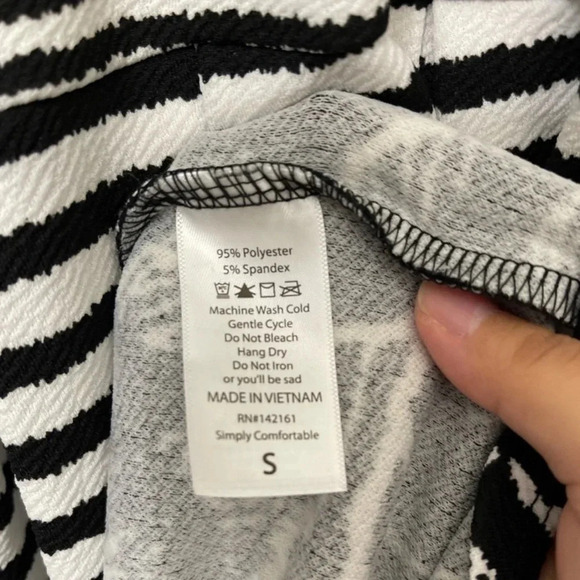 95% Polyester
5% Spandex
Machine Wash Cold
Gentle Cycle
Do Not Bleach
Hang Dry
Do Not Iron
or you'll be sad
MADE IN VIETNAM
RN#142161
Simply Comfortable
S